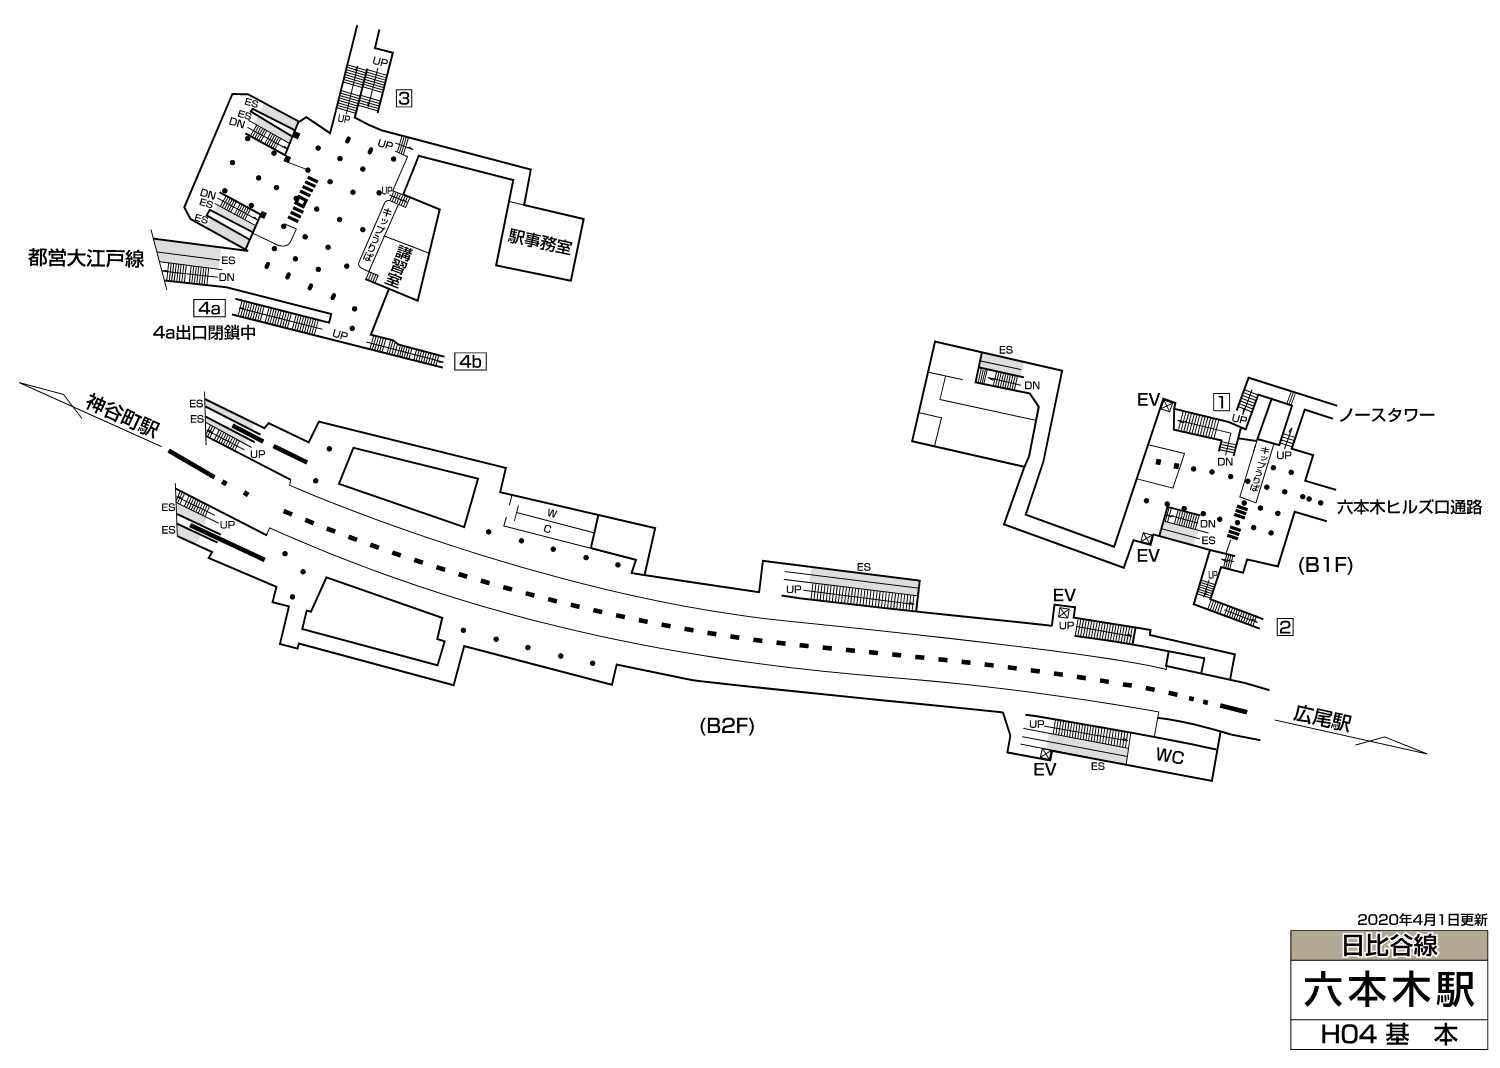 UP
3
ES
ES
DN
UP
UP
UP
DN
ES
ES
キップうりば
講習室
駅事務室
都営大江戸線
ES
DN
4a
4a出口閉鎖中
UP
4b
ES
DN
EV
1
UP
ノースタワー
DN
キップうりば
UP
六本木ヒルズ口通路
DN
ES
EV
(B1F)
UP
2
神谷町駅
ES
ES
UP
ES
UP
ES
W
C
ES
UP
EV
UP
(B2F)
UP
EV
ES
WC
広尾駅
2020年4月1日更新
日比谷線
六本木駅
H04 基 本